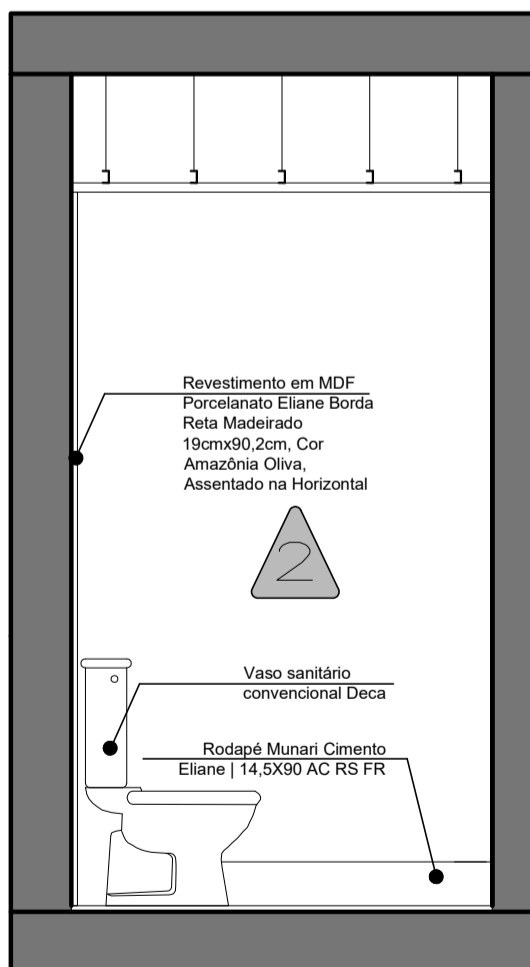 Revestimento em MDF
Porcelanato Eliane Borda
Reta Madeirado
19cmx90,2cm, Cor
Amazônia Oliva,
Assentado na Horizontal
2
Vaso sanitário
convencional Deca
Rodapé Munari Cimento
Eliane | 14,5X90 AC RS FR